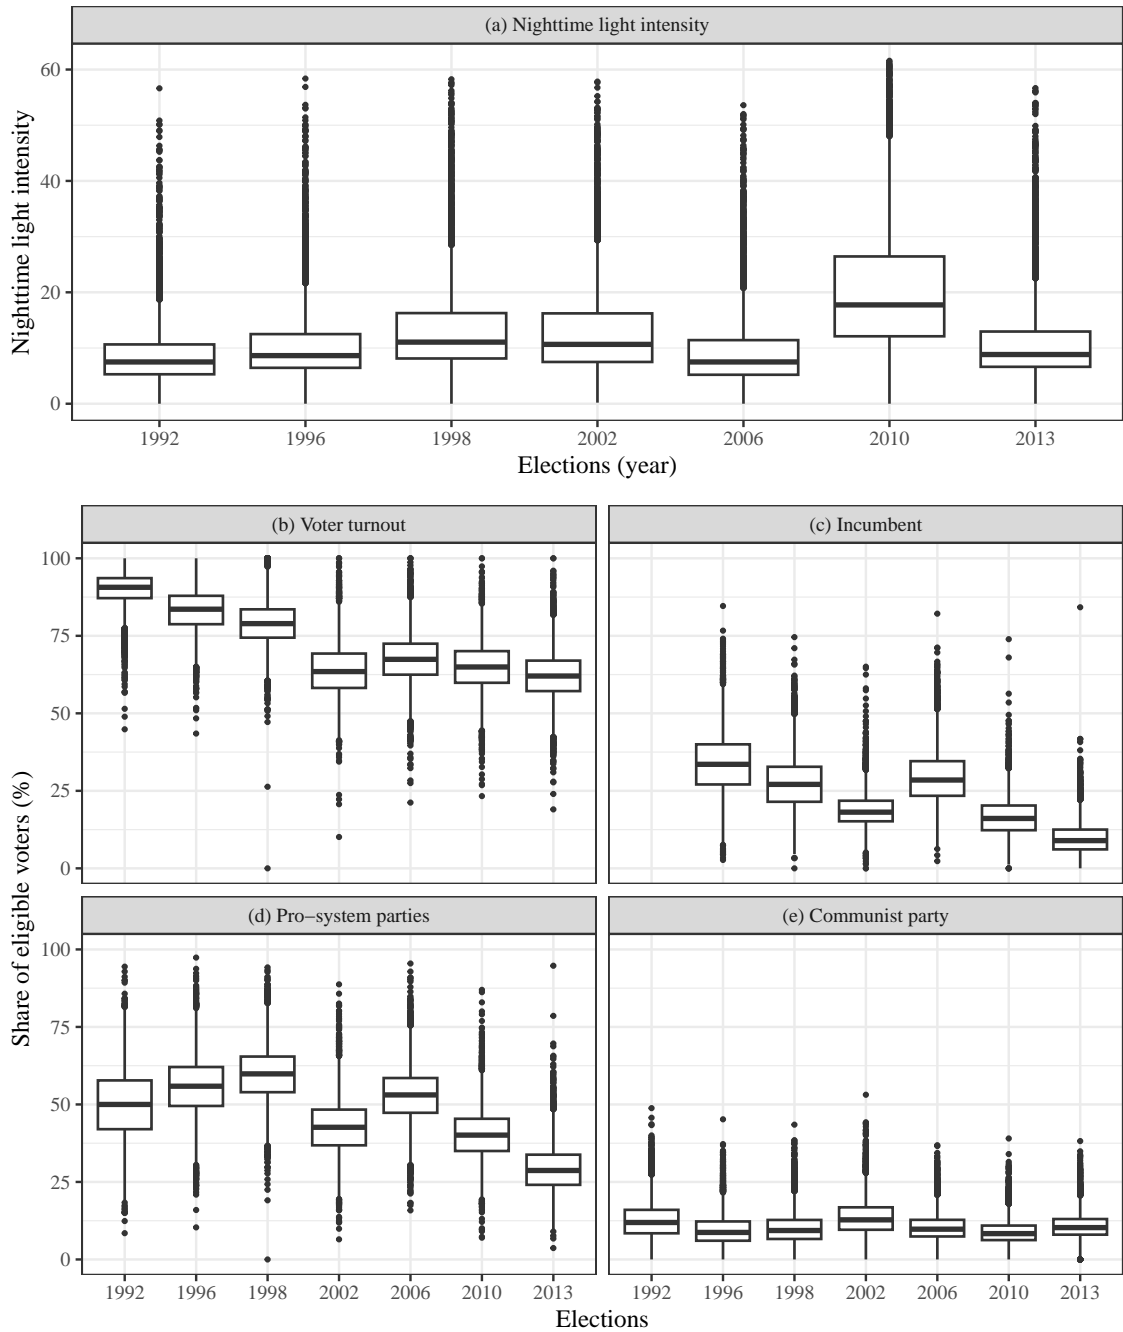 (a) Nighttime light intensity
Nighttime light intensity
60
40
20
0
1992 1996 1998 2002 2006 2010 2013
Elections (year)
Share of eligible voters (%)
(b) Voter turnout (c) Incumbent
100
75
50
25
0
(d) Pro−system parties (e) Communist party
100
75
50
25
0
1992 1996 1998 2002 2006 2010 2013 1992 1996 1998 2002 2006 2010 2013
Elections